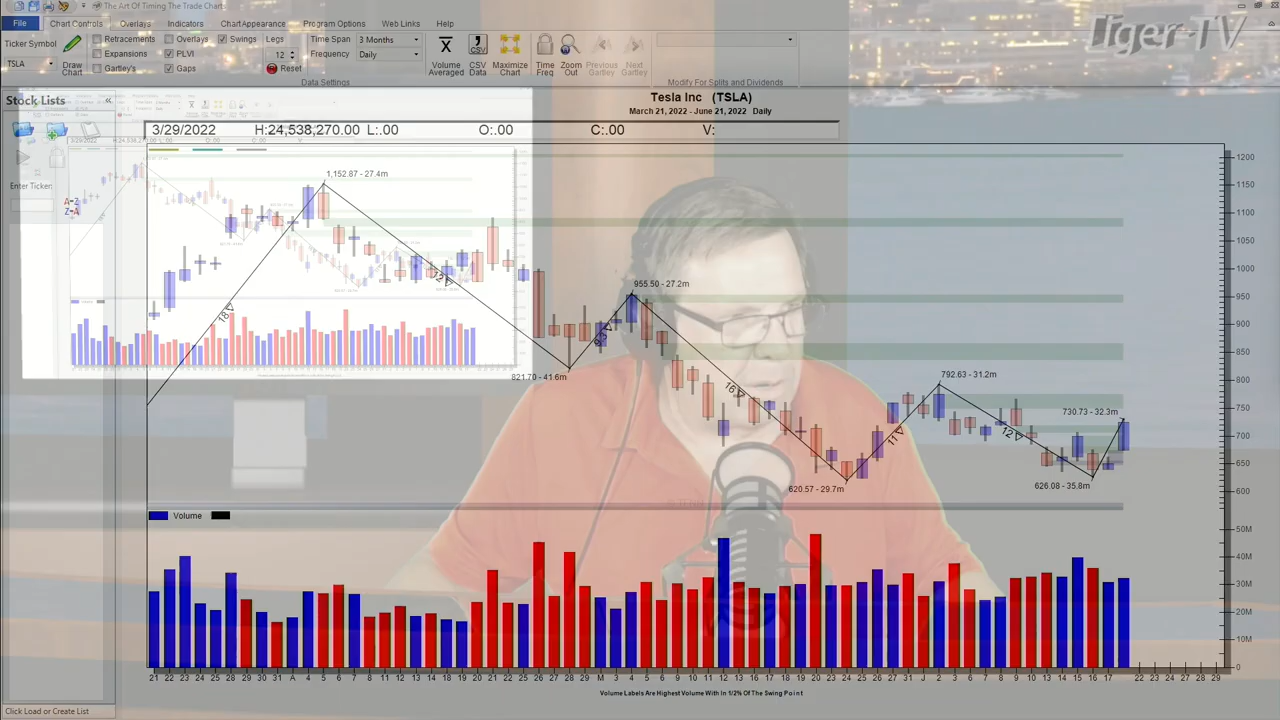 The Art Of Timing The Trade Charts
File Chart Controls Overlays Indicators Chart Appearance Program Options Web Links Help
Tiger-TV
Ticker Symbol
TSLA
Draw
Chart
Retracements
Expansions
Gartley's
Overlays
PLVI
Gaps
Swings
Legs
12
Reset
Time Span 3 Months
Frequency Daily
Data Settings
Volume
Averaged
CSV
CSV
Data
Maximize
Chart
Time
Freq
Zoom
Out
Previous
Gartley
Next
Gartley
Modify For Splits and Dividends
Stock Lists
Enter Ticker:
A-Z
Z-A
Tesla Inc (TSLA)
March 21, 2022 - June 21, 2022 Daily
3/29/2022 H:24,538,270.00 L:.00 O:.00 C:.00 V:
1,152.87 - 27.4m
955.50 - 27.2m
821.70 - 41.6m
792.63 - 31.2m
730.73 - 32.3m
620.57 - 29.7m
626.08 - 35.8m
18
16
11
12
1200
1150
1100
1050
1000
950
900
850
800
750
700
650
600
Volume
50M
40M
30M
20M
10M
0
21 22 23 24 25 28 29 30 31 A 4 5 6 7 8 11 12 13 14 18 19 20 21 22 25 26 27 28 29 M 3 4 5 6 9 10 11 12 13 16 17 18 19 20 23 24 25 26 27 31 J 2 3 6 7 8 9 10 13 14 15 16 17 22 23 24 27 28 29
Volume Labels Are Highest Volume With In 1/2% Of The Swing Point
Click Load or Create List